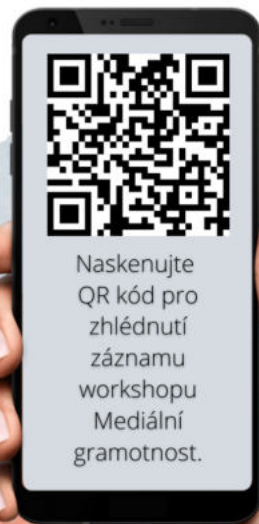 Naskenujte
QR kód pro
zhlédnutí
záznamu
workshopu
Mediální
gramotnost.